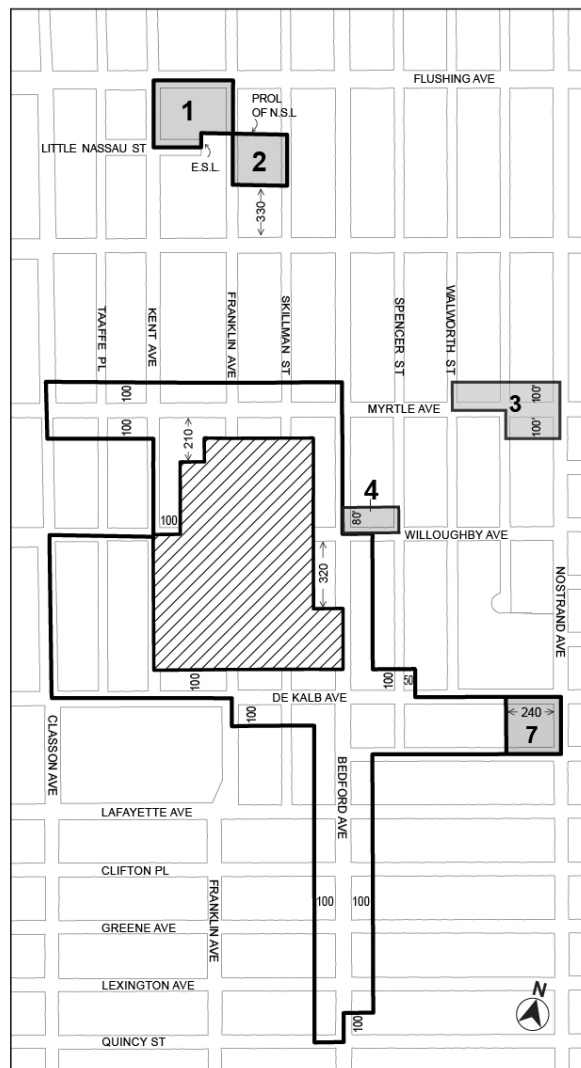 FLUSHING AVE
1
PROL
OF N.S.L
LITTLE NASSAU ST
E.S.L.
2
330
TAAFFE PL
KENT AVE
FRANKLIN AVE
SKILLMAN ST
SPENCER ST
WALWORTH ST
100
100'
MYRTLE AVE
3
100
210
100'
4
100
80'
WILLOUGHBY AVE
320
NOSTRAND AVE
100
100
50
DE KALB AVE
240
7
100
CLASSON AVE
BEDFORD AVE
LAFAYETTE AVE
CLIFTON PL
FRANKLIN AVE
100
100
GREENE AVE
LEXINGTON AVE
N
100
QUINCY ST